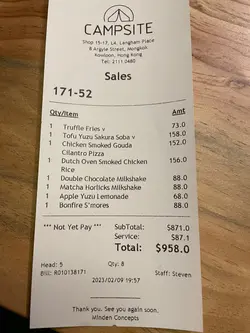 CAMPSITE
Shop 15-17, L4, Langham Place
8 Argyle Street, Mongkok
Kowloon, Hong Kong
Tel: 2111 0480
Sales
171-52
Qty/Item Amt
1 Truffle Fries v 73.0
1 Tofu Yuzu Sakura Soba v 158.0
1 Chicken Smoked Gouda 152.0
Cilantro Pizza
1 Dutch Oven Smoked Chicken 156.0
Rice
1 Double Chocolate Milkshake 88.0
1 Matcha Horlicks Milkshake 88.0
1 Apple Yuzu Lemonade 68.0
1 Bonfire S'mores 88.0
*** Not Yet Pay *** SubTotal: $871.0
Service: $87.1
Total: $958.0
Head: 5 Qty: 8
Bill: R010138171 Staff: Steven
2023/02/09 19:57
Thank you. See you again soon.
Minden Concepts